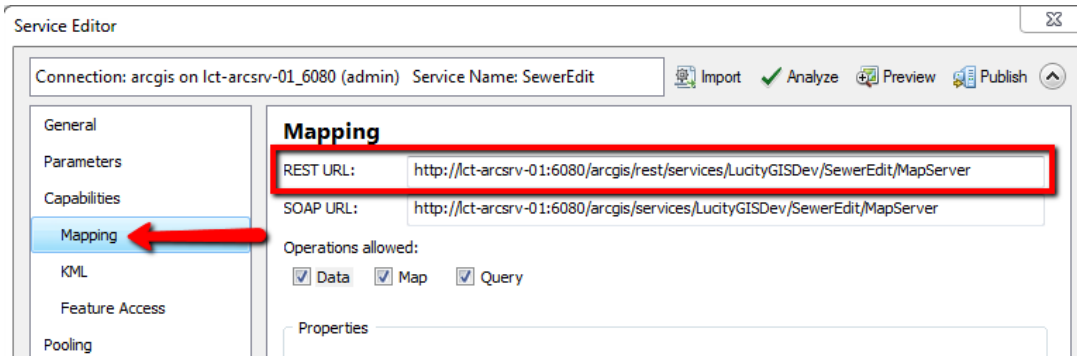 Service Editor
Connection: arcgis on lct-arcsrv-01_6080 (admin) Service Name: SewerEdit
Import Analyze Preview Publish
General
Parameters
Capabilities
Mapping
KML
Feature Access
Pooling
Mapping
REST URL: http://lct-arcsrv-01:6080/arcgis/rest/services/LucityGISDev/SewerEdit/MapServer
SOAP URL: http://lct-arcsrv-01:6080/arcgis/services/LucityGISDev/SewerEdit/MapServer
Operations allowed:
Data Map Query
Properties